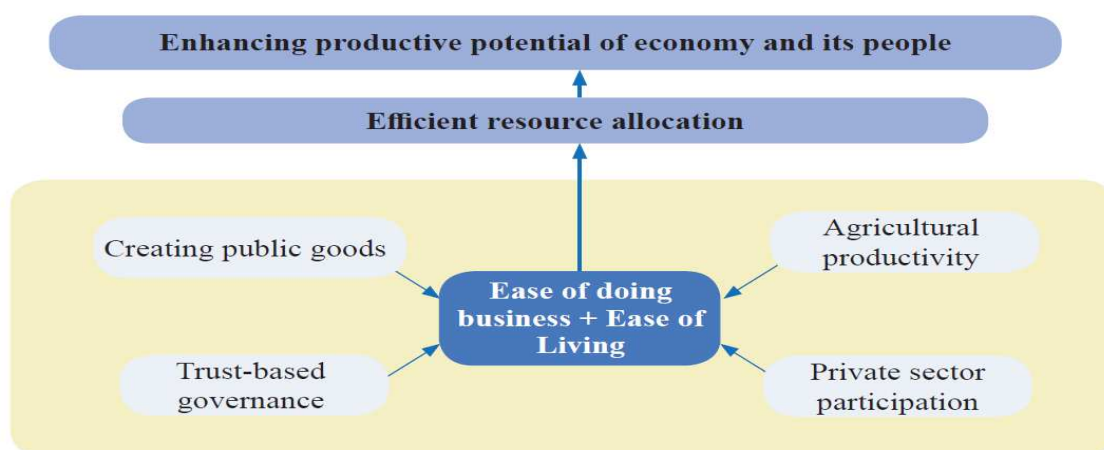 Enhancing productive potential of economy and its people
Efficient resource allocation
Creating public goods
Agricultural
productivity
Ease of doing
business + Ease of
Living
Trust-based
governance
Private sector
participation